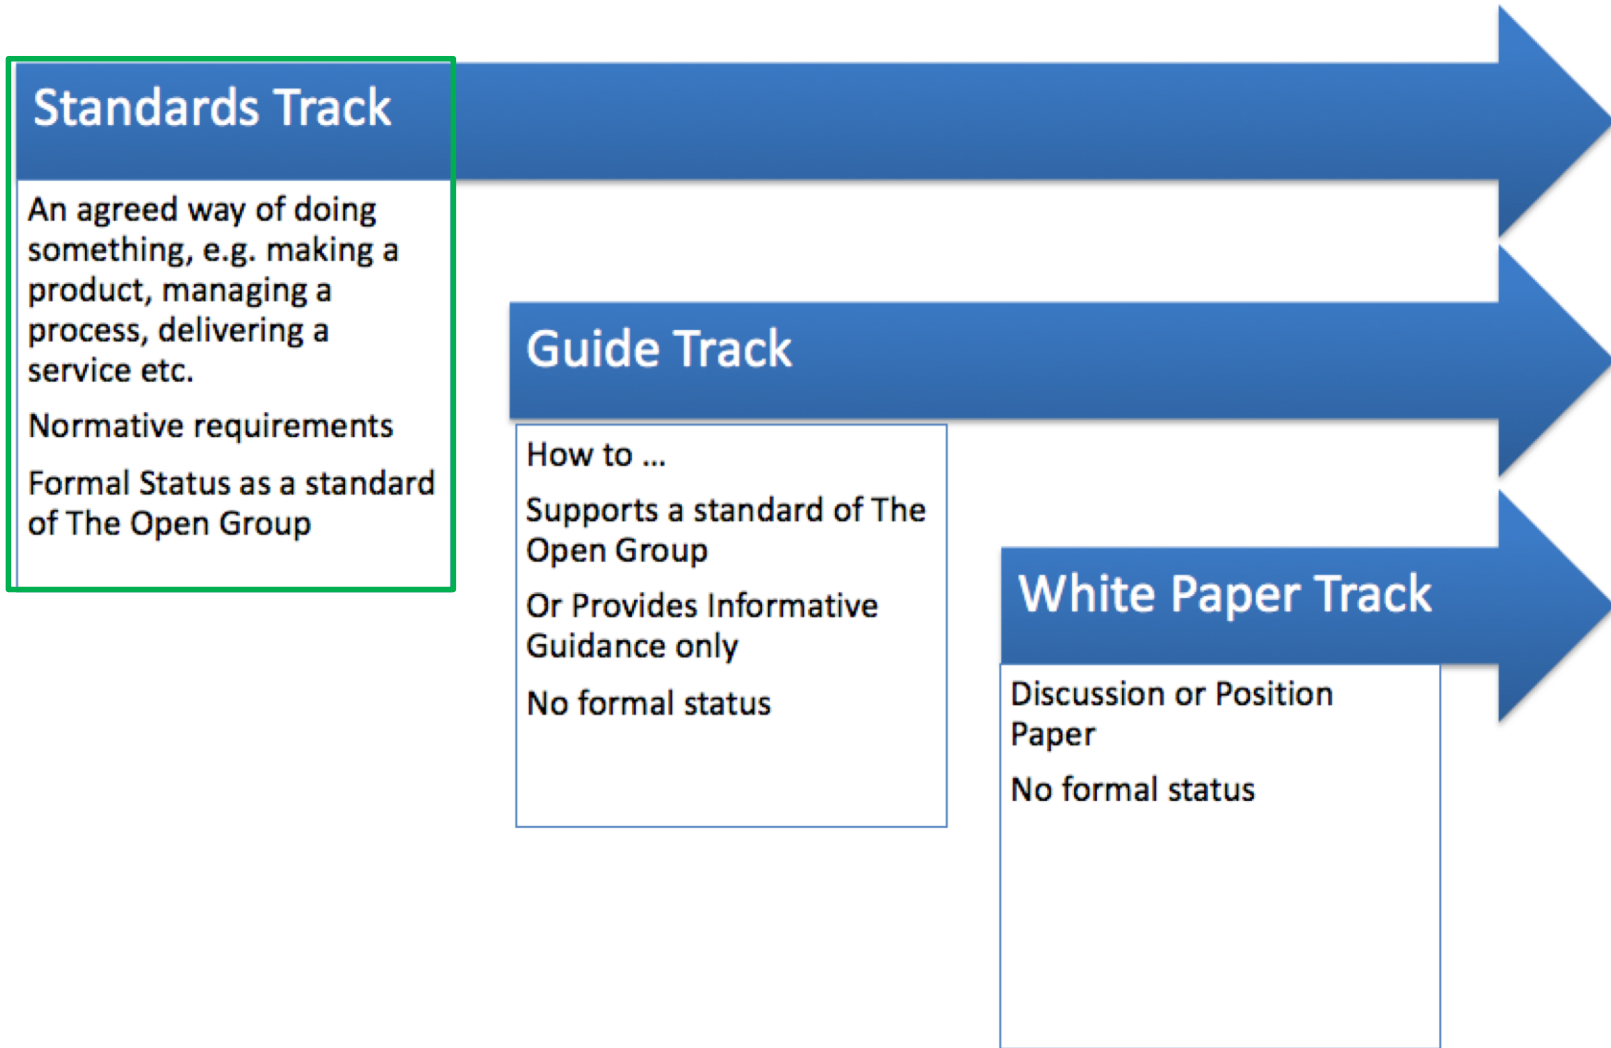 Standards Track
An agreed way of doing
something, e.g. making a
product, managing a
process, delivering a
service etc.
Normative requirements
Formal Status as a standard
of The Open Group
Guide Track
How to ...
Supports a standard of The
Open Group
Or Provides Informative
Guidance only
No formal status
White Paper Track
Discussion or Position
Paper
No formal status